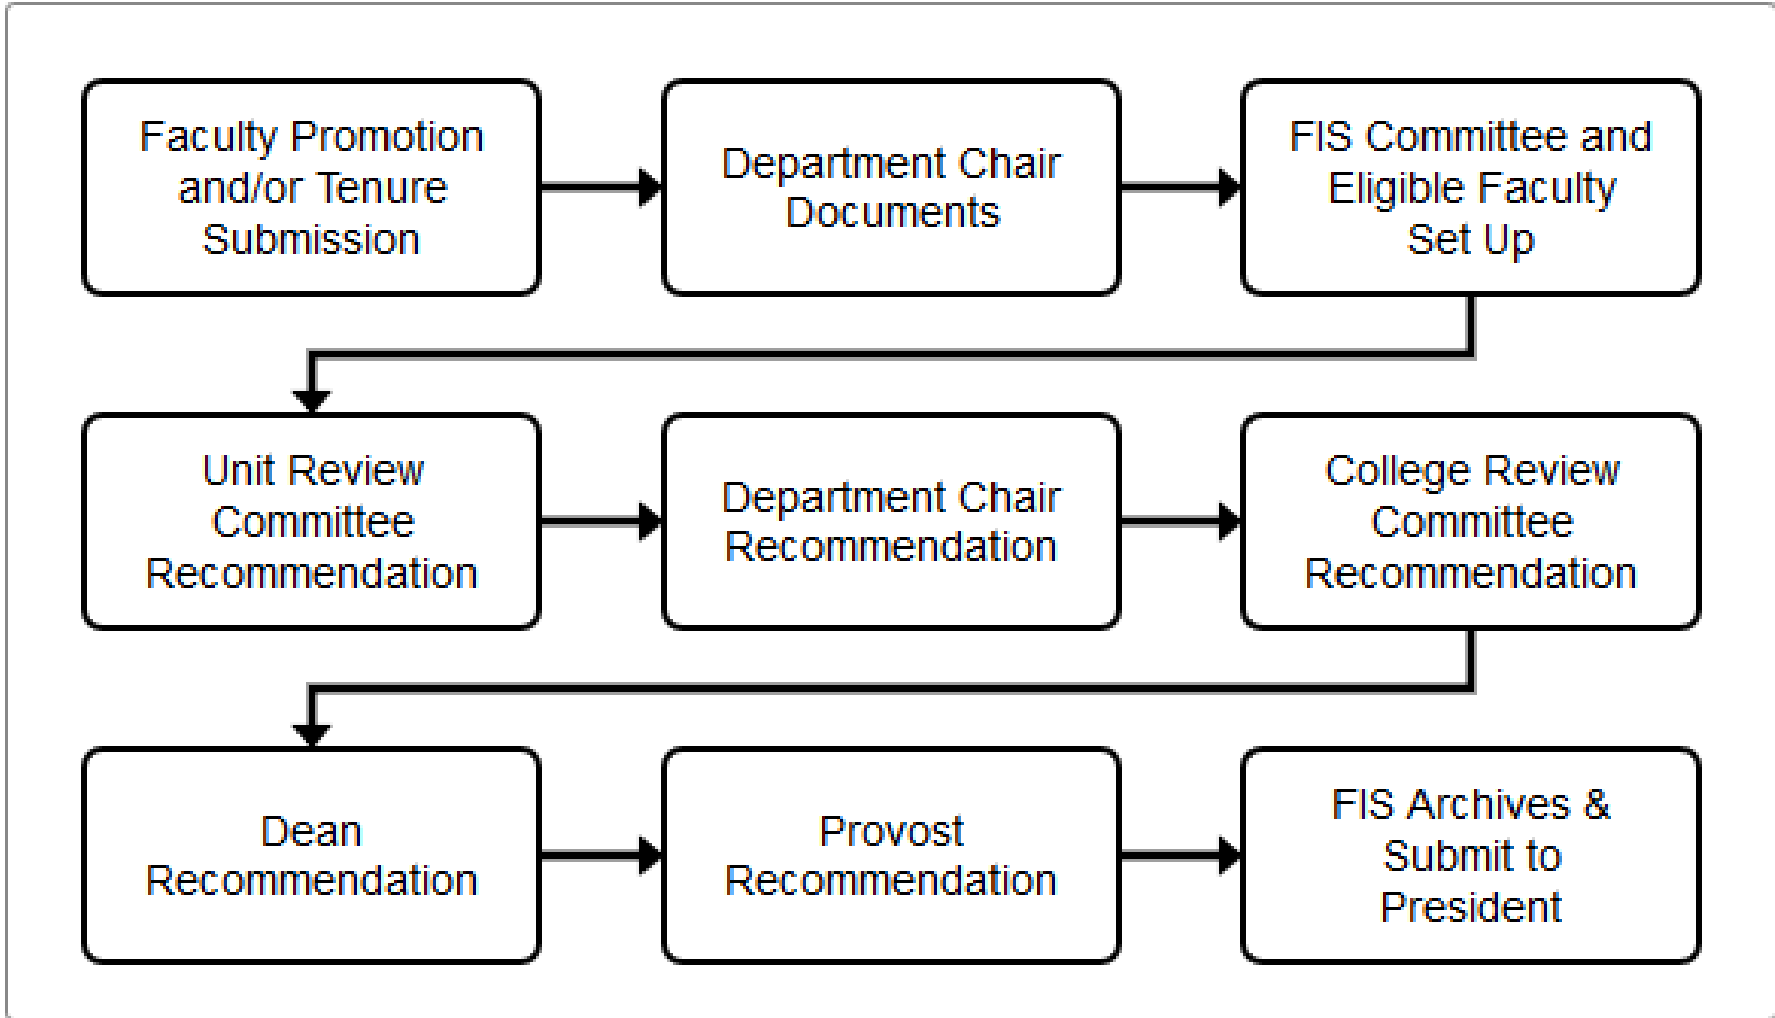 Faculty Promotion
and/or Tenure
Submission
Department Chair
Documents
FIS Committee and
Eligible Faculty
Set Up
Unit Review
Committee
Recommendation
Department Chair
Recommendation
College Review
Committee
Recommendation
Dean
Recommendation
Provost
Recommendation
FIS Archives &
Submit to
President